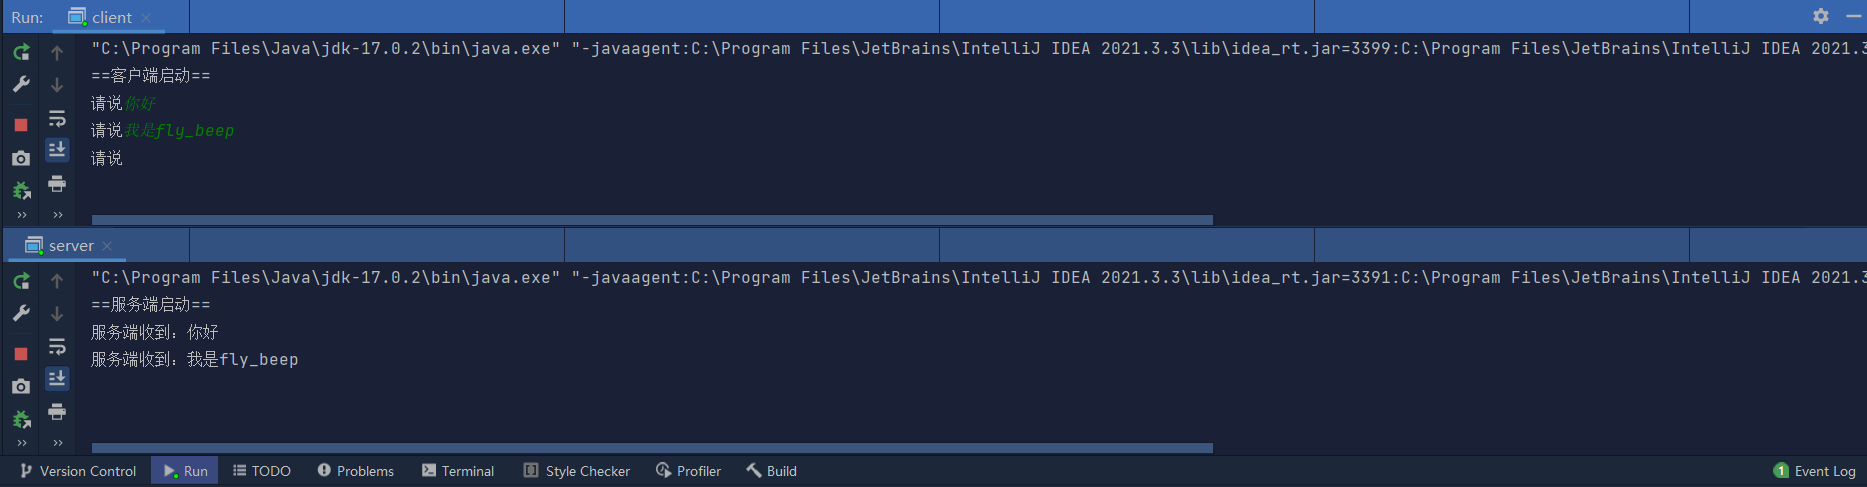 Run: client
"C:\Program Files\Java\jdk-17.0.2\bin\java.exe" "-javaagent:C:\Program Files\JetBrains\IntelliJ IDEA 2021.3.3\lib\idea_rt.jar=3399:C:\Program Files\JetBrains\IntelliJ IDEA 2021.3
==客户端启动==
请说你好
请说我是fly_beep
请说
server
"C:\Program Files\Java\jdk-17.0.2\bin\java.exe" "-javaagent:C:\Program Files\JetBrains\IntelliJ IDEA 2021.3.3\lib\idea_rt.jar=3391:C:\Program Files\JetBrains\IntelliJ IDEA 2021.3
==服务端启动==
服务端收到：你好
服务端收到：我是fly_beep
Version Control Run TODO Problems Terminal Style Checker Profiler Build 1 Event Log